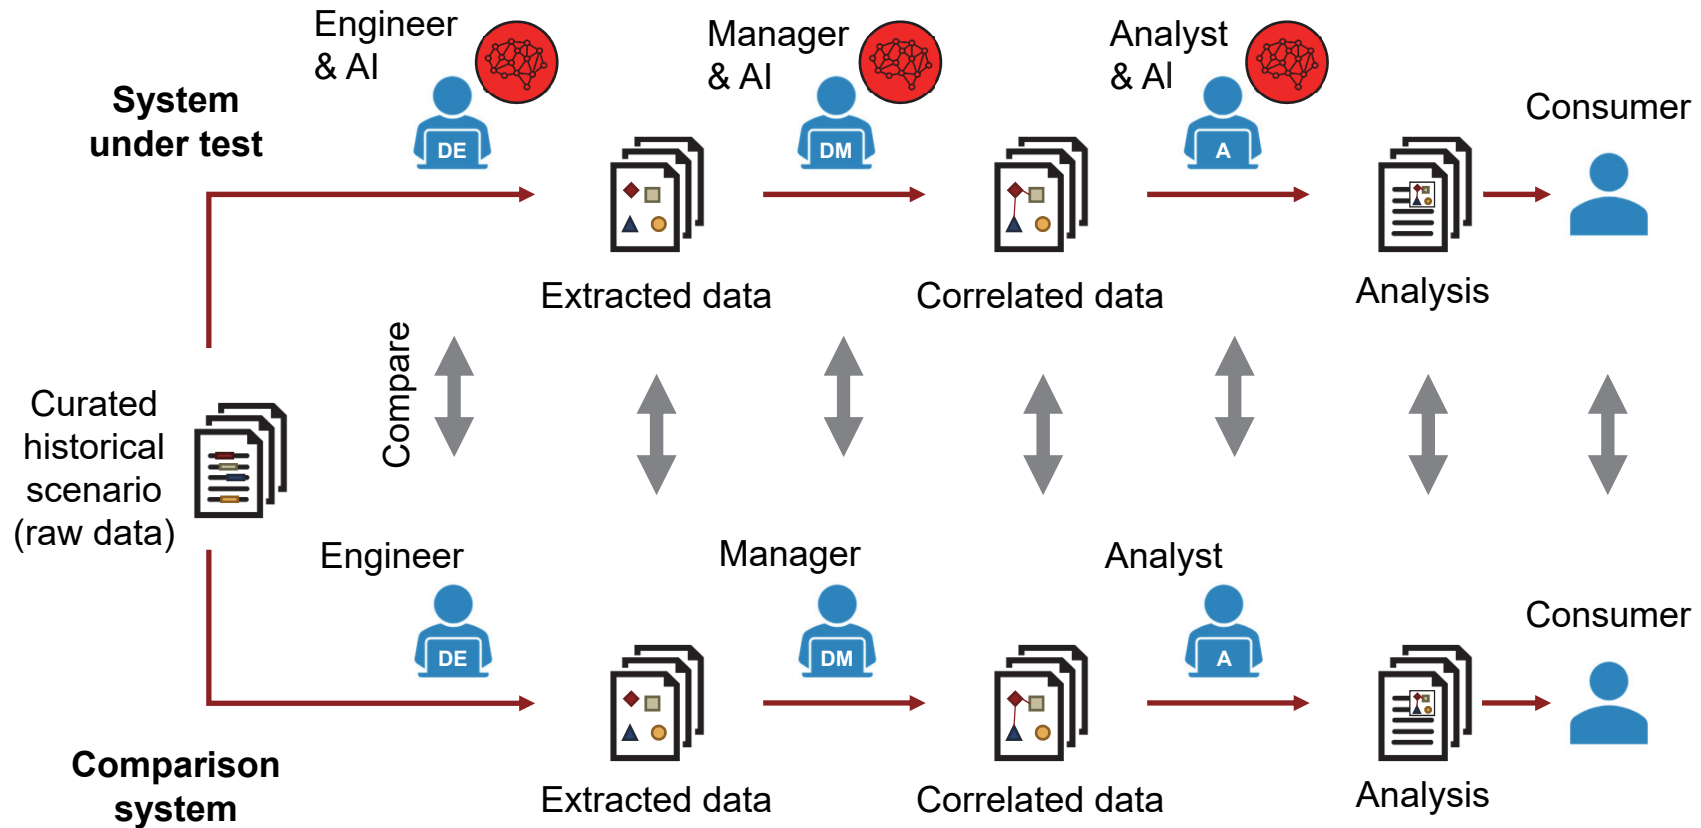 Engineer
& AI
Manager
& AI
Analyst
& AI
System
under test
Consumer
DE
DM
A
Extracted data
Correlated data
Analysis
Compare
Curated
historical
scenario
(raw data)
Engineer
Manager
Analyst
Consumer
DE
DM
A
Comparison
system
Extracted data
Correlated data
Analysis